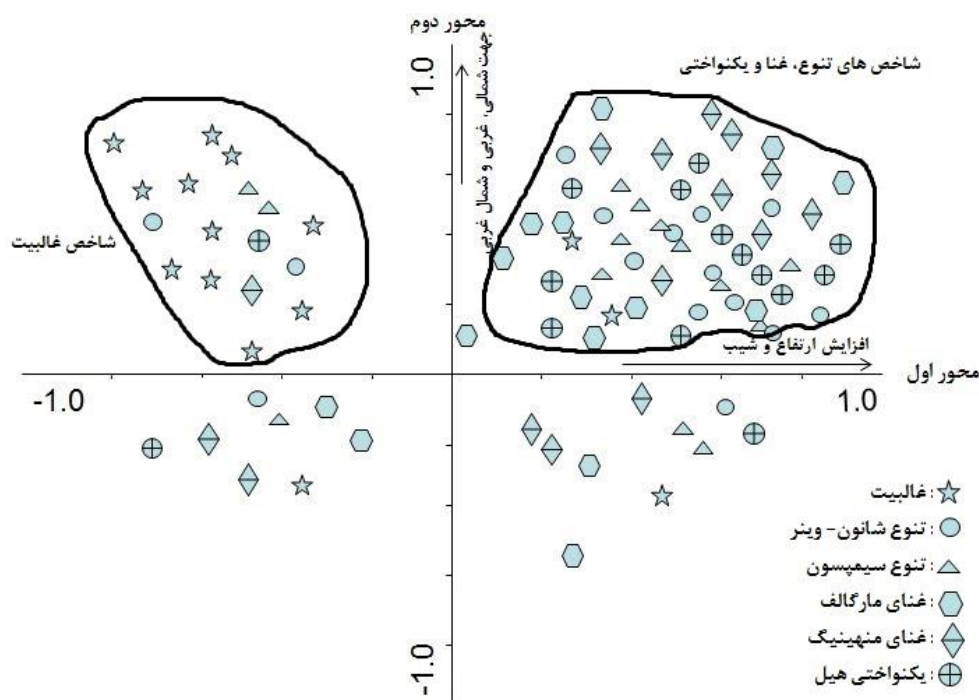 محور دوم
1.0
جهت شمالی، غربی و شمال غربی
شاخص های تنوع، غنا و یکنواختی
شاخص غالبیت
افزایش ارتفاع و شیب
محور اول
-1.0
1.0
-1.0
غالبیت :
تنوع شانون- وینر :
تنوع سیمپسون :
غنای مارگالف :
غنای منهینیگ :
یکنواختی هیل :